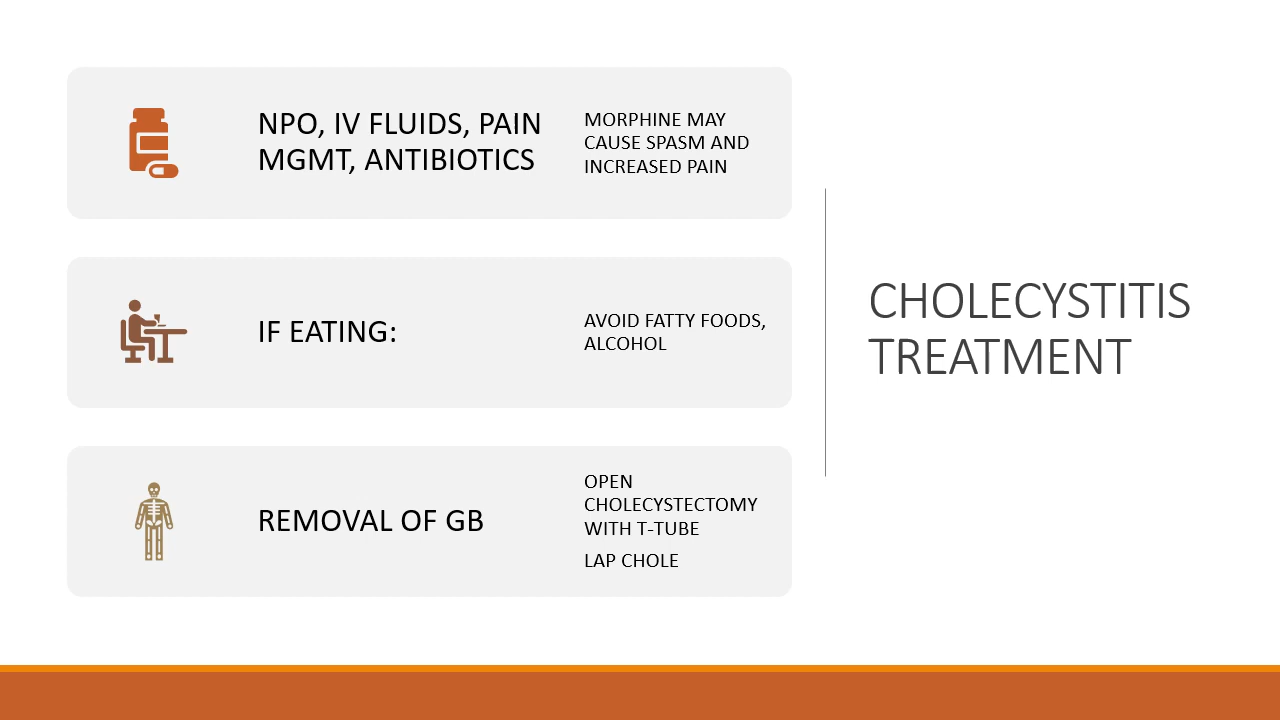 NPO, IV FLUIDS, PAIN
MGMT, ANTIBIOTICS
MORPHINE MAY
CAUSE SPASM AND
INCREASED PAIN
IF EATING:
AVOID FATTY FOODS,
ALCOHOL
REMOVAL OF GB
OPEN
CHOLECYSTECTOMY
WITH T-TUBE
LAP CHOLE
CHOLECYSTITIS
TREATMENT